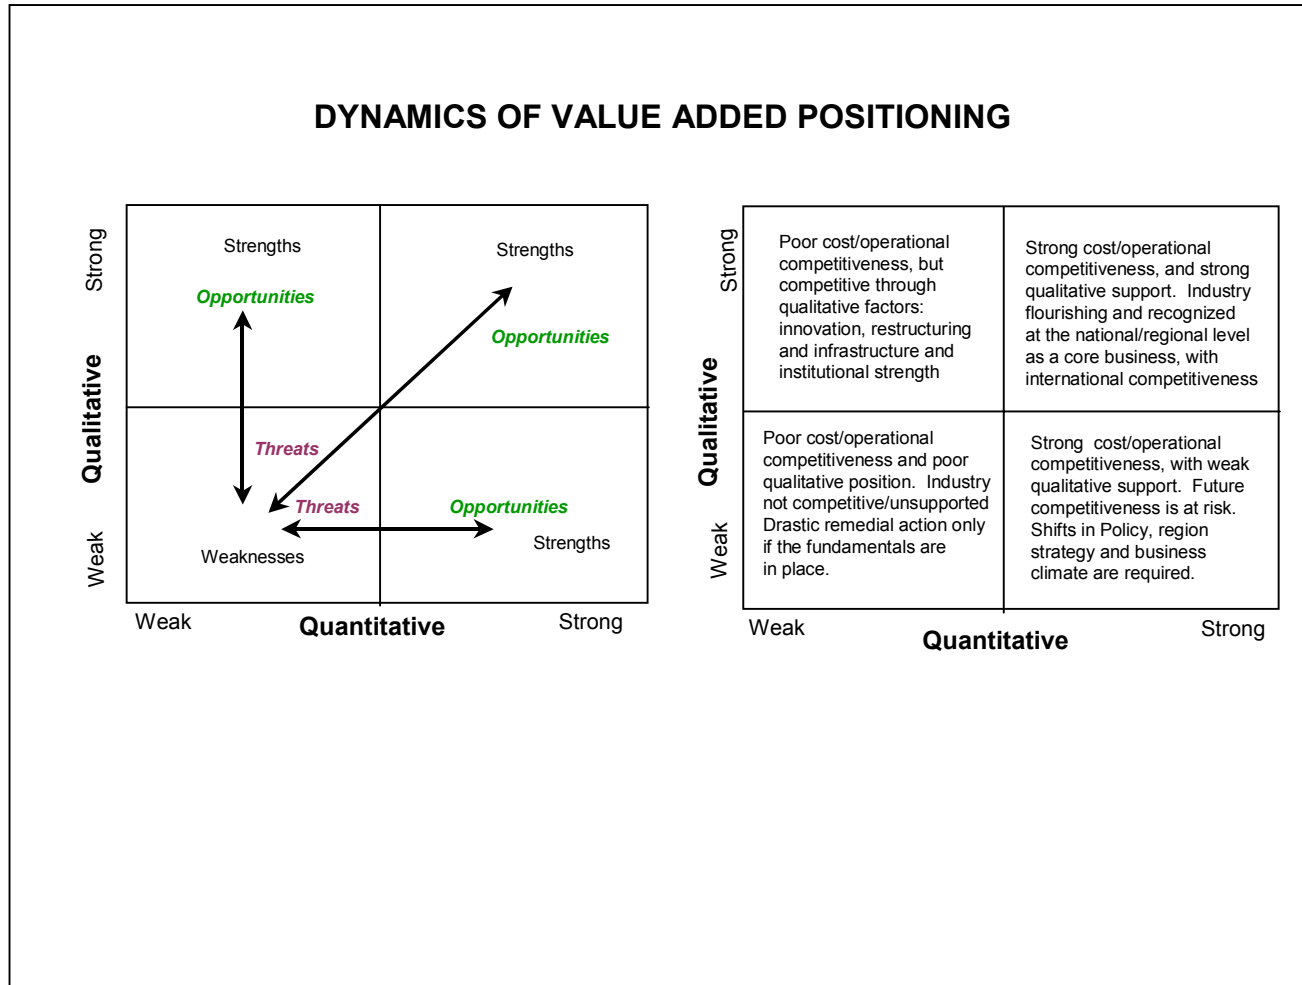 DYNAMICS OF VALUE ADDED POSITIONING
Strong
Qualitative
Weak
Strengths
Opportunities
Strengths
Opportunities
Threats
Threats
Opportunities
Weaknesses
Strengths
Weak
Quantitative
Strong
Strong
Qualitative
Weak
Poor cost/operational
competitiveness, but
competitive through
qualitative factors:
innovation, restructuring
and infrastructure and
institutional strength
Strong cost/operational
competitiveness, and strong
qualitative support.  Industry
flourishing and recognized
at the national/regional level
as a core business, with
international competitiveness
Poor cost/operational
competitiveness and poor
qualitative position.  Industry
not competitive/unsupported
Drastic remedial action only
if the fundamentals are
in place.
Strong  cost/operational
competitiveness, with weak
qualitative support.  Future
competitiveness is at risk.
Shifts in Policy, region
strategy and business
climate are required.
Weak
Quantitative
Strong